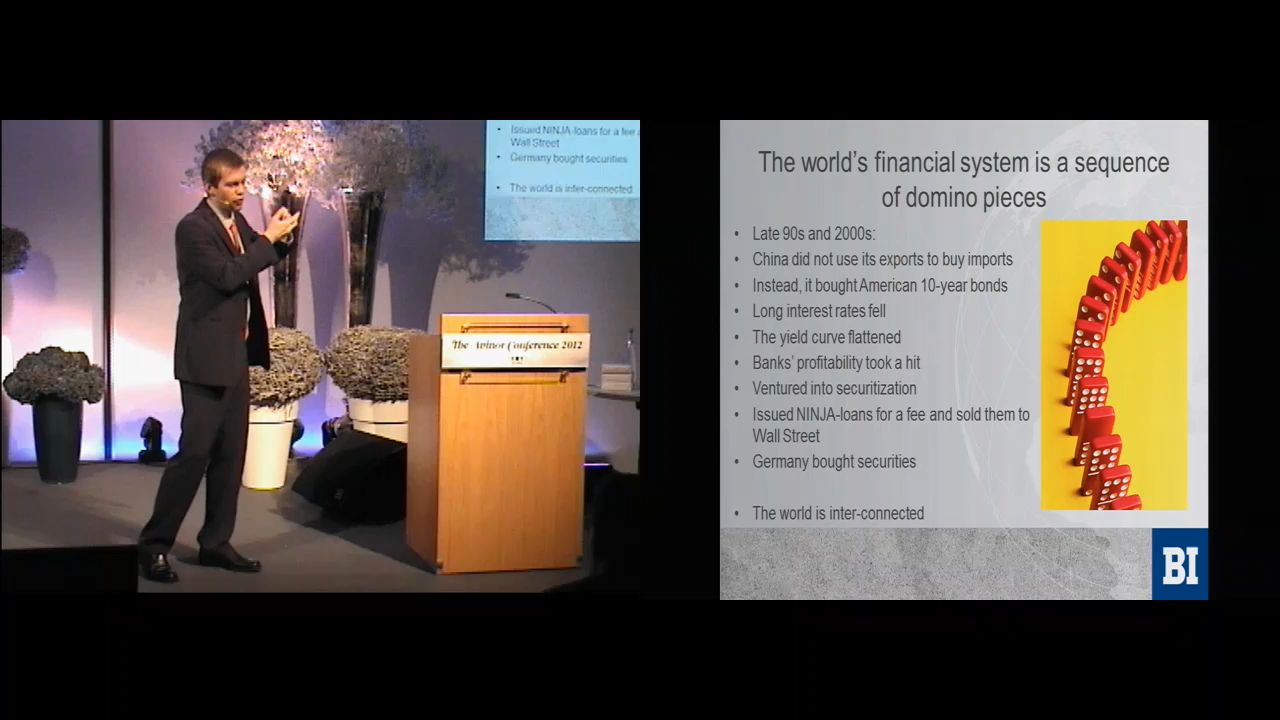 Issued NINJA-loans for a fee
Wall Street
Germany bought securities
The world is inter-connected
The Avinor Conference 2012
The world's financial system is a sequence
of domino pieces
• Late 90s and 2000s:
• China did not use its exports to buy imports
• Instead, it bought American 10-year bonds
• Long interest rates fell
• The yield curve flattened
• Banks' profitability took a hit
• Ventured into securitization
• Issued NINJA-loans for a fee and sold them to
Wall Street
• Germany bought securities
• The world is inter-connected
BI